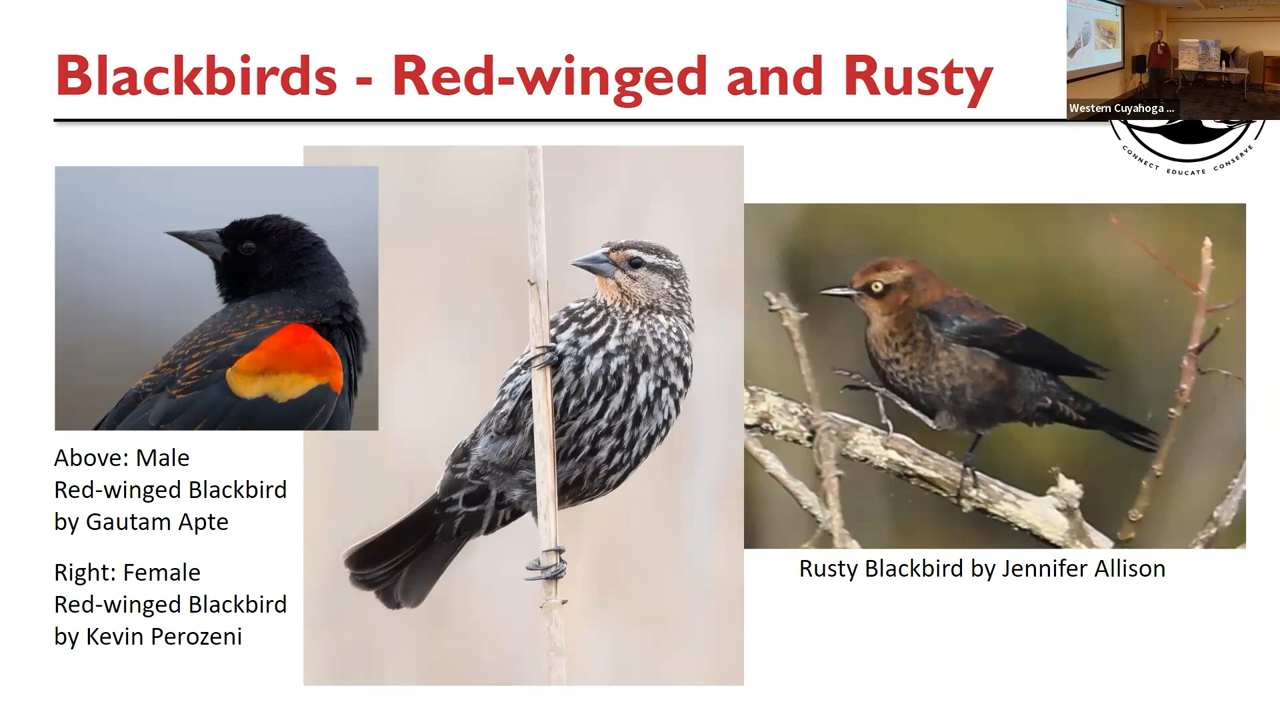 Blackbirds - Red-winged and Rusty
Western Cuyahoga ...
CONNECT EDUCATE CONSERVE
Above: Male
Red-winged Blackbird
by Gautam Apte
Right: Female
Red-winged Blackbird
by Kevin Perozeni
Rusty Blackbird by Jennifer Allison